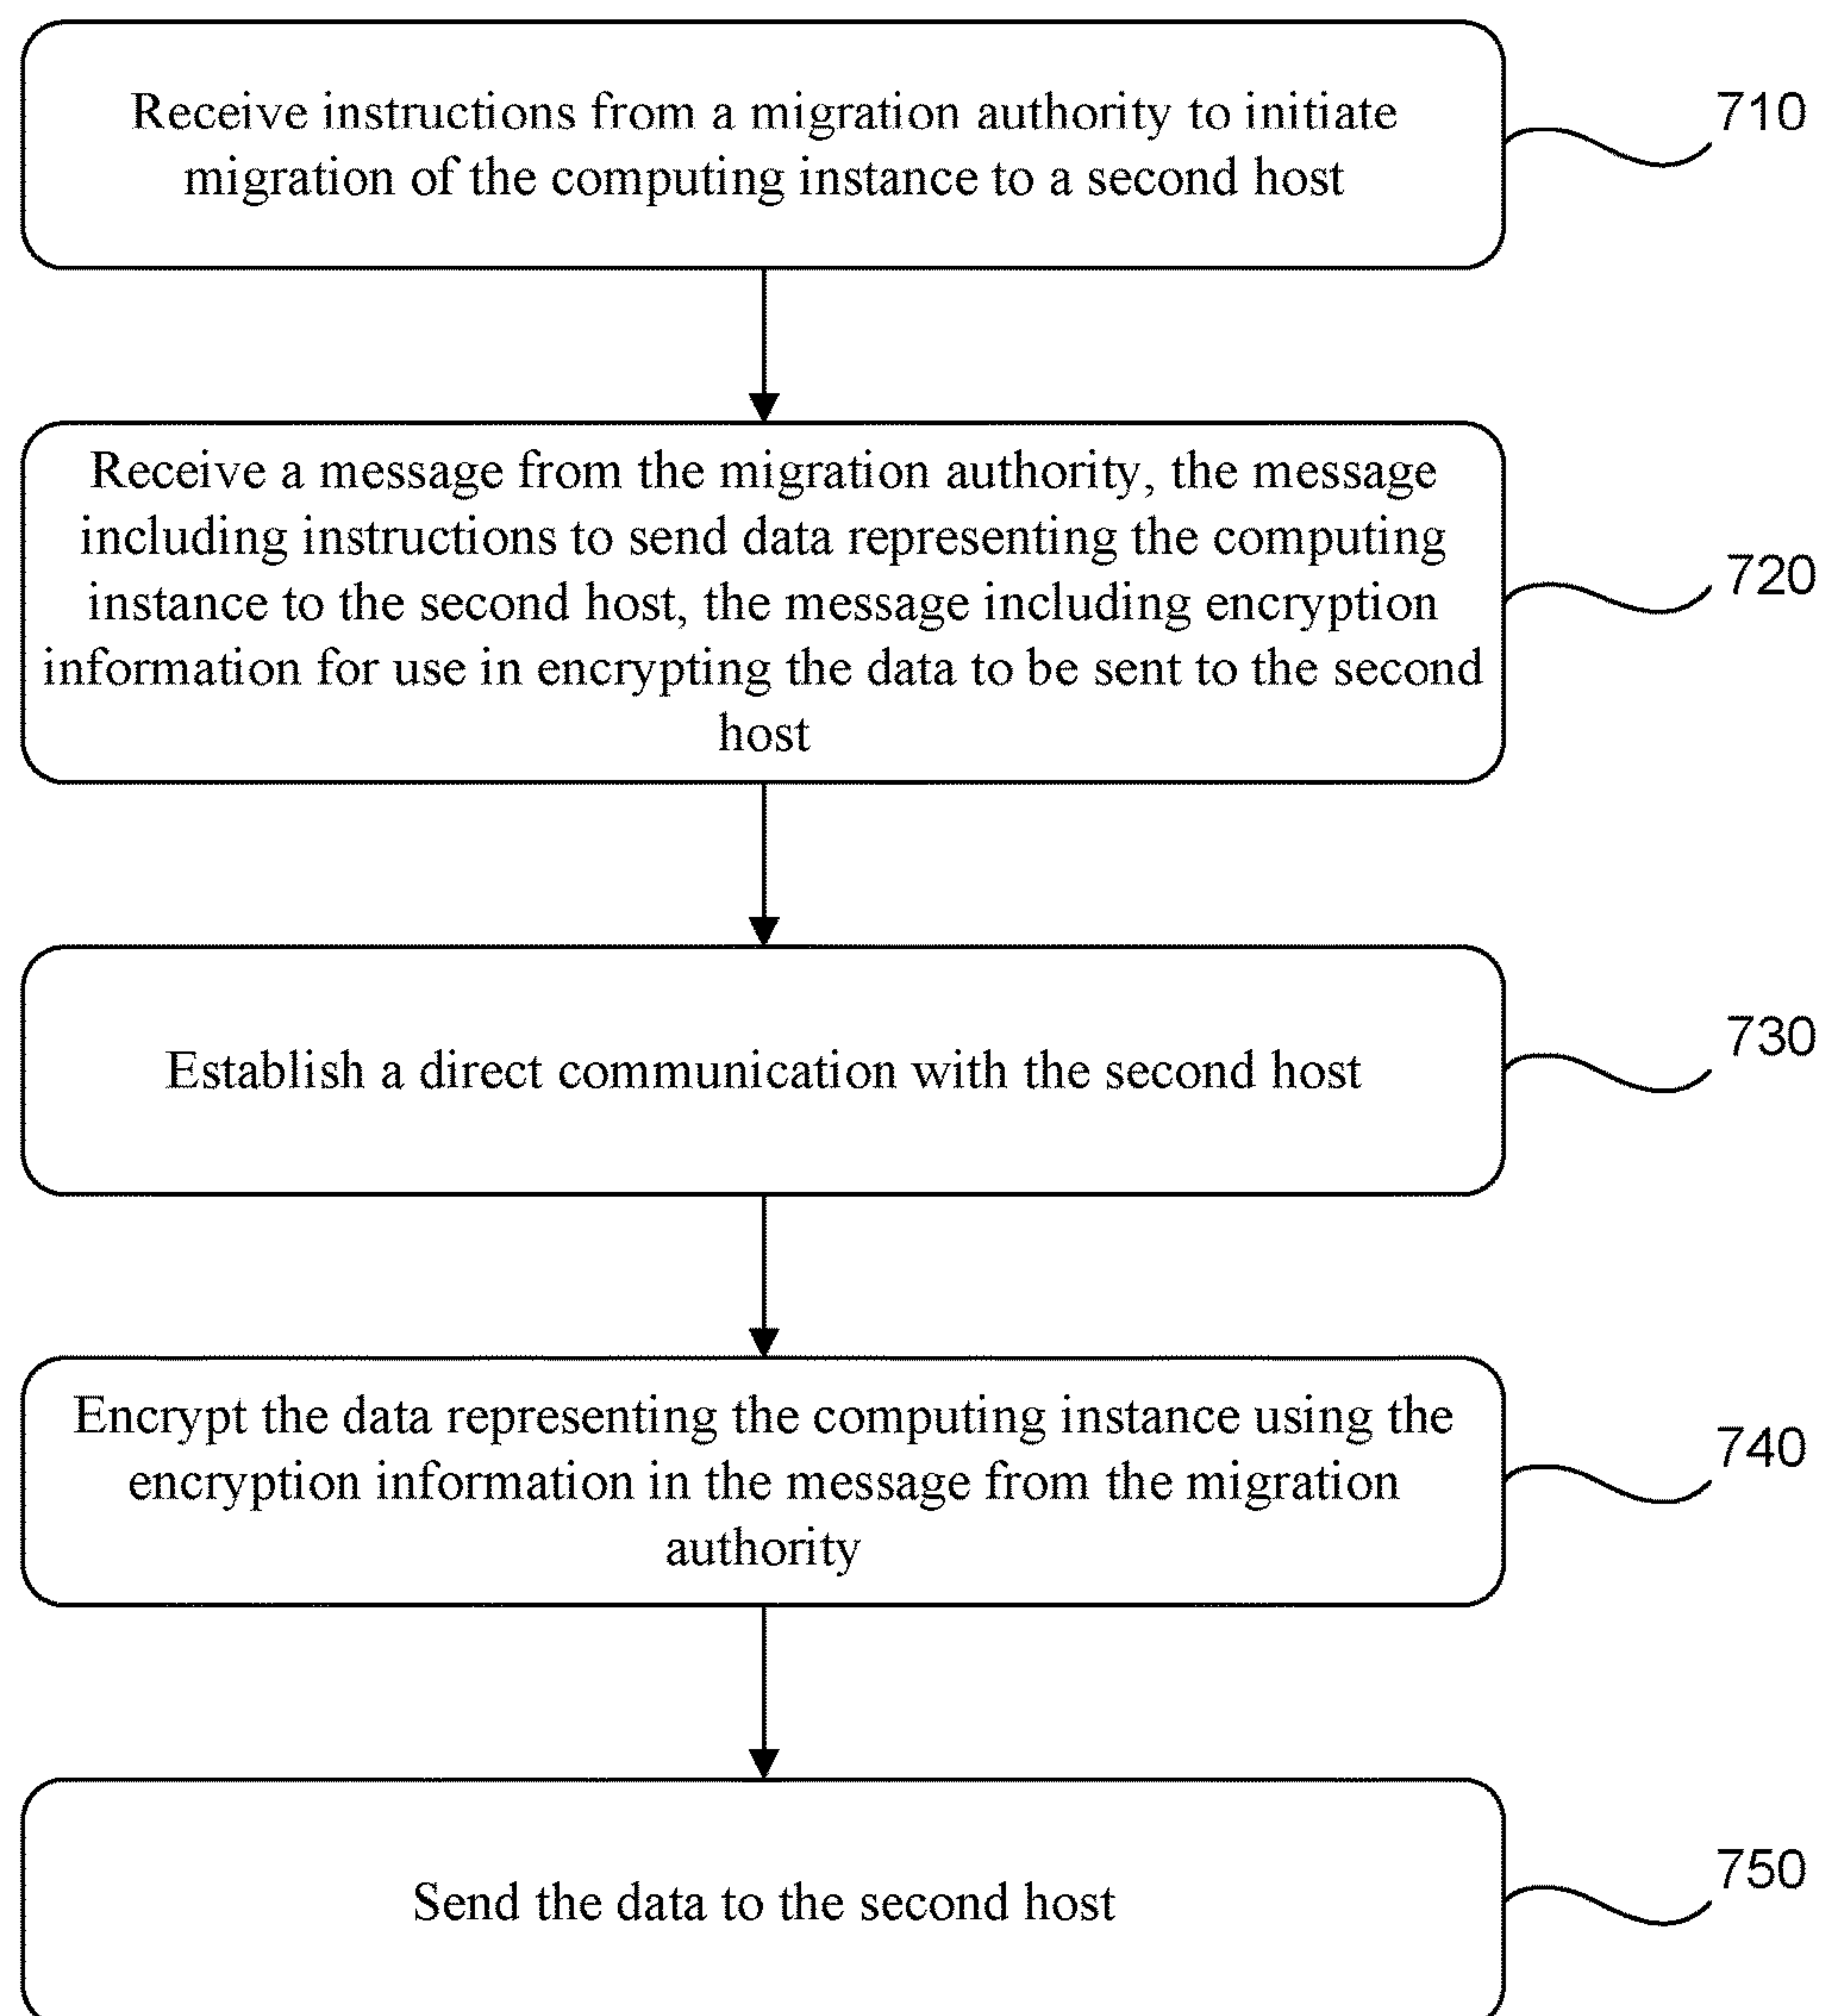 Receive instructions from a migration authority to initiate
migration of the computing instance to a second host
710
Receive a message from the migration authority, the message
including instructions to send data representing the computing
instance to the second host, the message including encryption
information for use in encrypting the data to be sent to the second
host
720
Establish a direct communication with the second host
730
Encrypt the data representing the computing instance using the
encryption information in the message from the migration
authority
740
Send the data to the second host
750